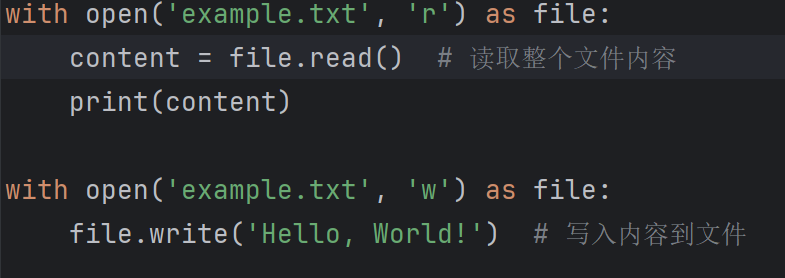 with open('example.txt', 'r') as file:
    content = file.read()  # 读取整个文件内容
    print(content)

with open('example.txt', 'w') as file:
    file.write('Hello, World!')  # 写入内容到文件